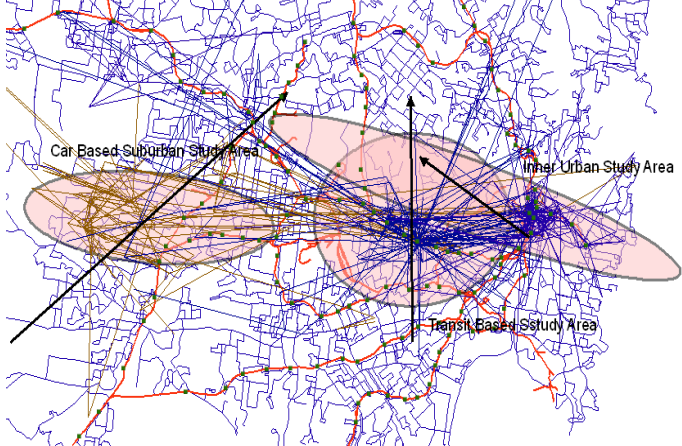 Car Based Suburban Study Area
Inner Urban Study Area
Transit Based Sstudy Area